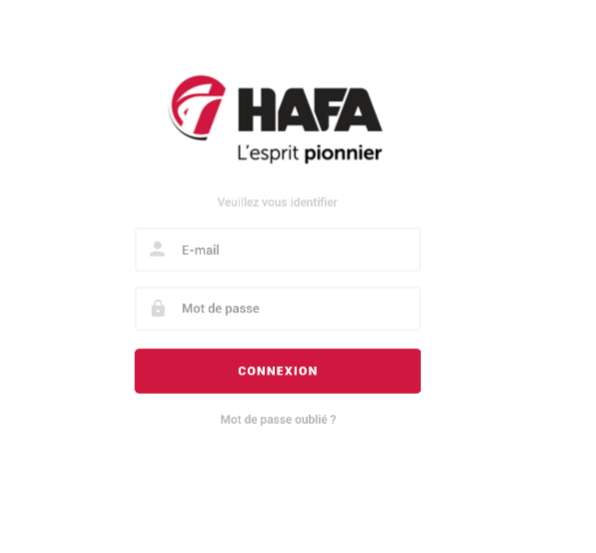 HAFA
L'esprit pionnier
Veuillez vous identifier
E-mail
Mot de passe
CONNEXION
Mot de passe oublié ?